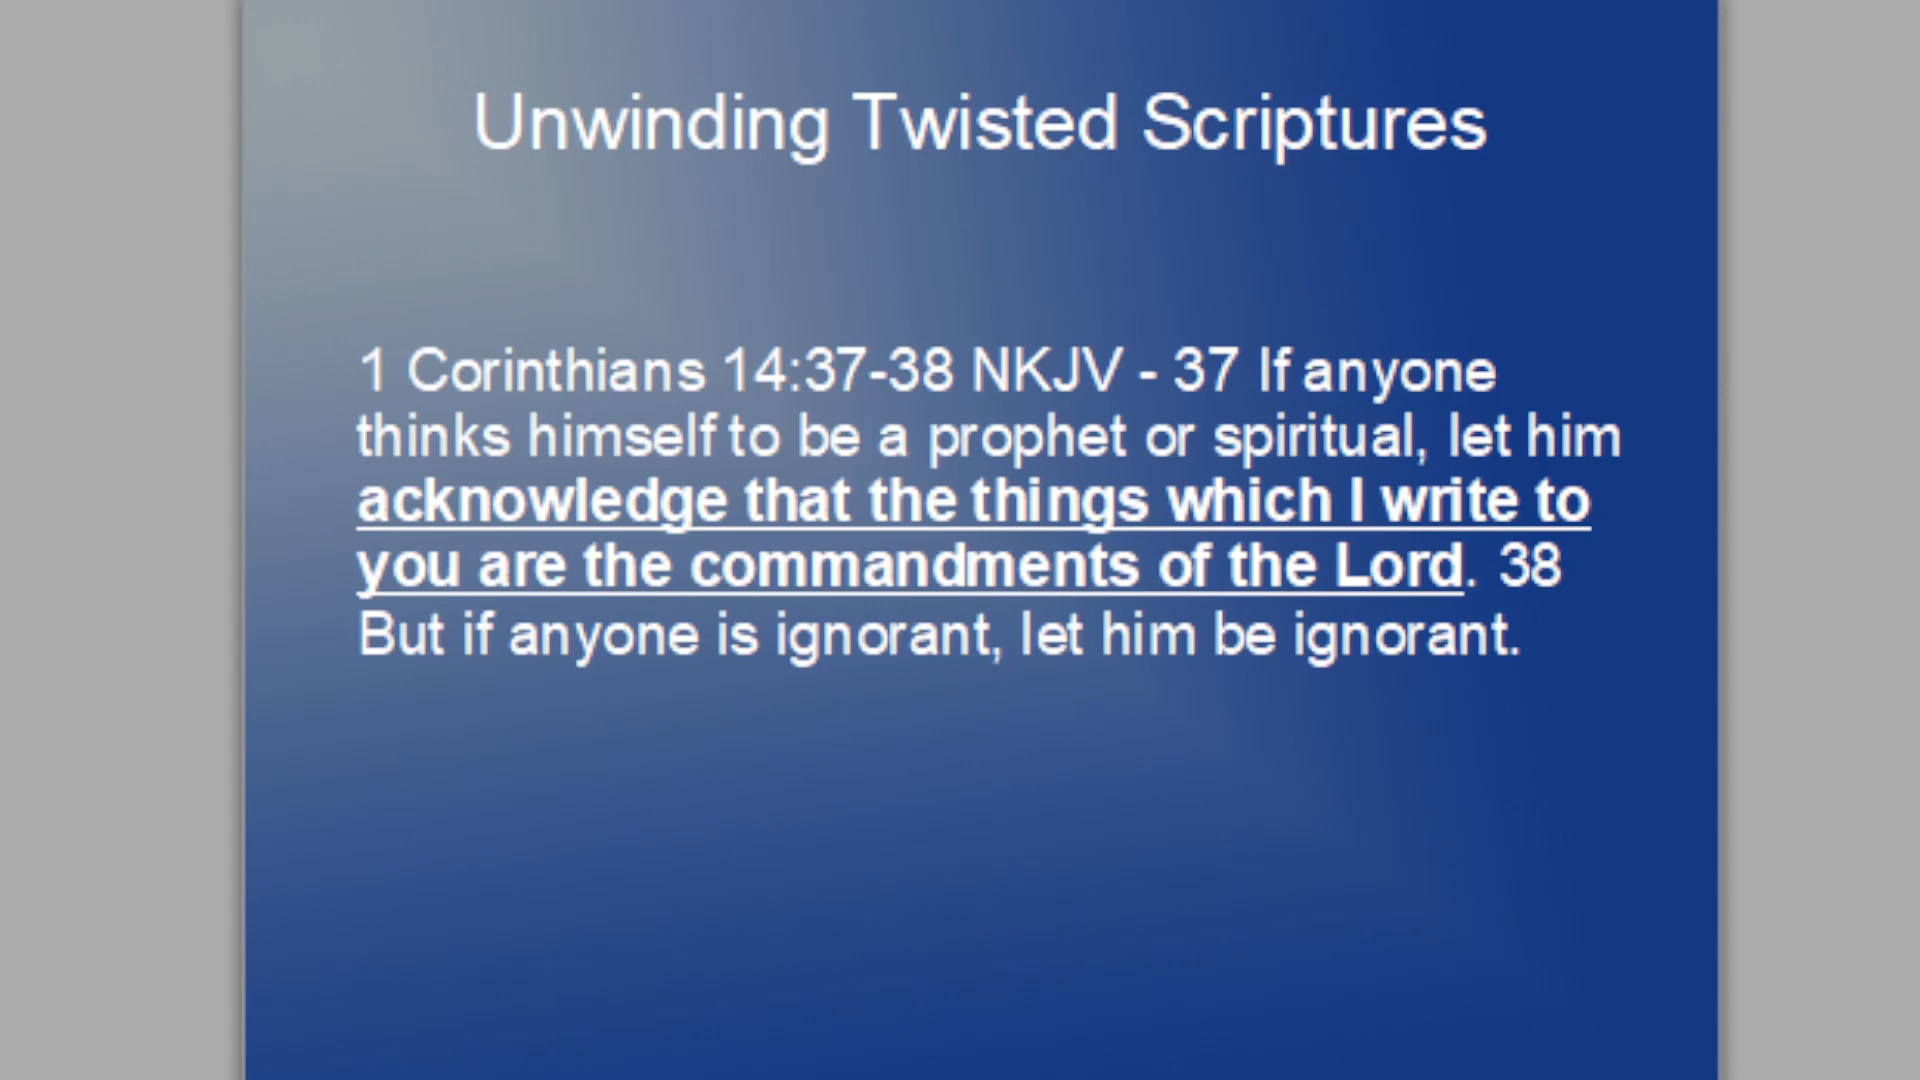 Unwinding Twisted Scriptures
1 Corinthians 14:37-38 NKJV - 37 If anyone
thinks himself to be a prophet or spiritual, let him
acknowledge that the things which I write to
you are the commandments of the Lord. 38
But if anyone is ignorant, let him be ignorant.